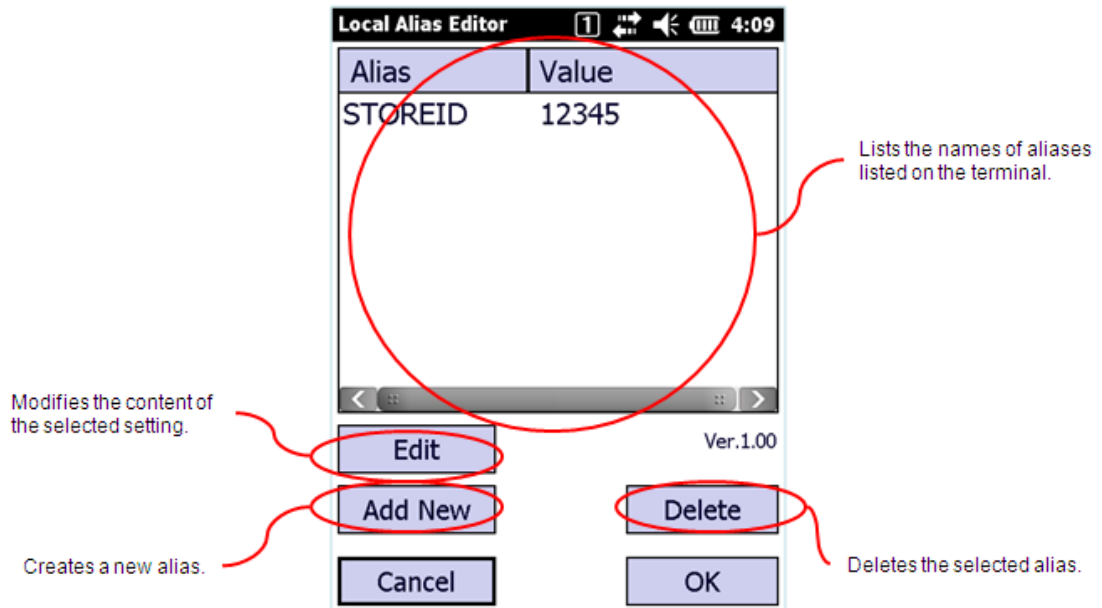 Local Alias Editor 1 4:09
Alias Value
STOREID 12345
Lists the names of aliases
listed on the terminal.
Modifies the content of
the selected setting.
Edit
Ver.1.00
Add New
Delete
Creates a new alias.
Deletes the selected alias.
Cancel
OK